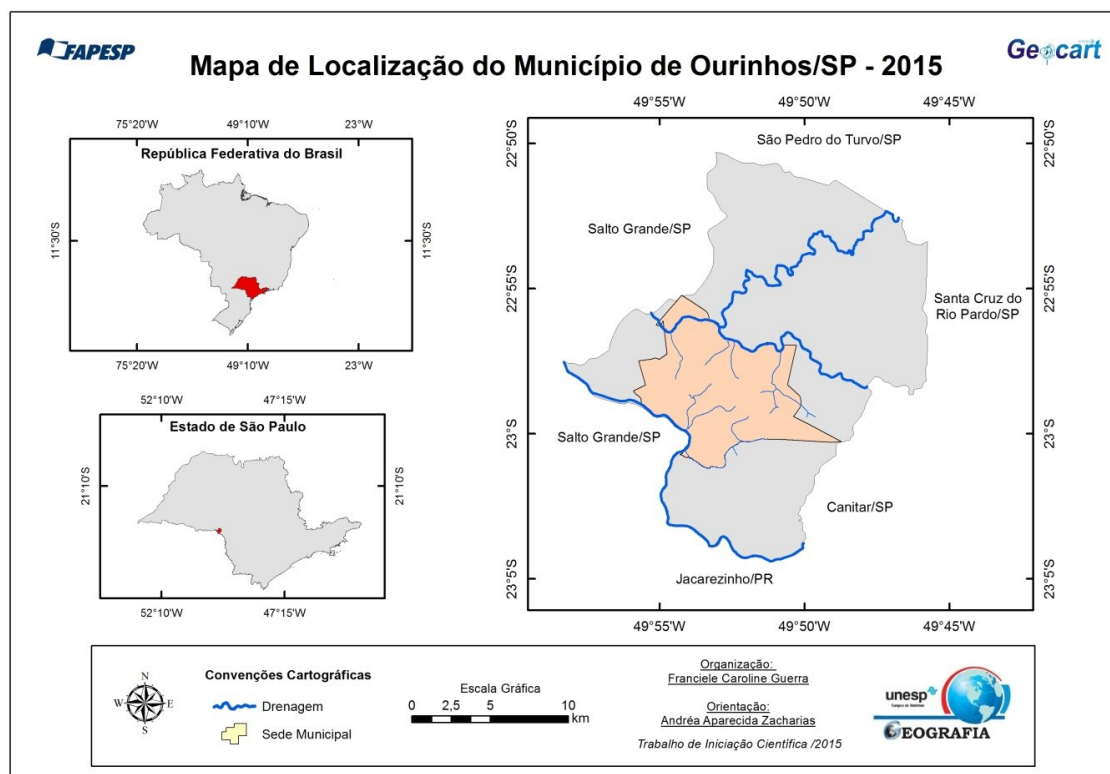 FAPESP
Mapa de Localização do Município de Ourinhos/SP - 2015
Geocart
75°20'W 49°10'W 23°W
República Federativa do Brasil
11°30'S
11°30'S
75°20'W 49°10'W 23°W
52°10'W 47°15'W
Estado de São Paulo
21°10'S
21°10'S
52°10'W 47°15'W
49°55'W 49°50'W 49°45'W
22°50'S
22°50'S
São Pedro do Turvo/SP
Salto Grande/SP
22°55'S
22°55'S
Santa Cruz do
Rio Pardo/SP
Salto Grande/SP
23°S
23°S
Canitar/SP
Jacarezinho/PR
23°5'S
23°5'S
49°55'W 49°50'W 49°45'W
N
W E
S
Convenções Cartográficas
Drenagem
Sede Municipal
Escala Gráfica
0 2,5 5 10
km
Organização:
Franciele Caroline Guerra
Orientação:
Andréa Aparecida Zacharias
Trabalho de Iniciação Científica /2015
unesp
GEOGRAFIA